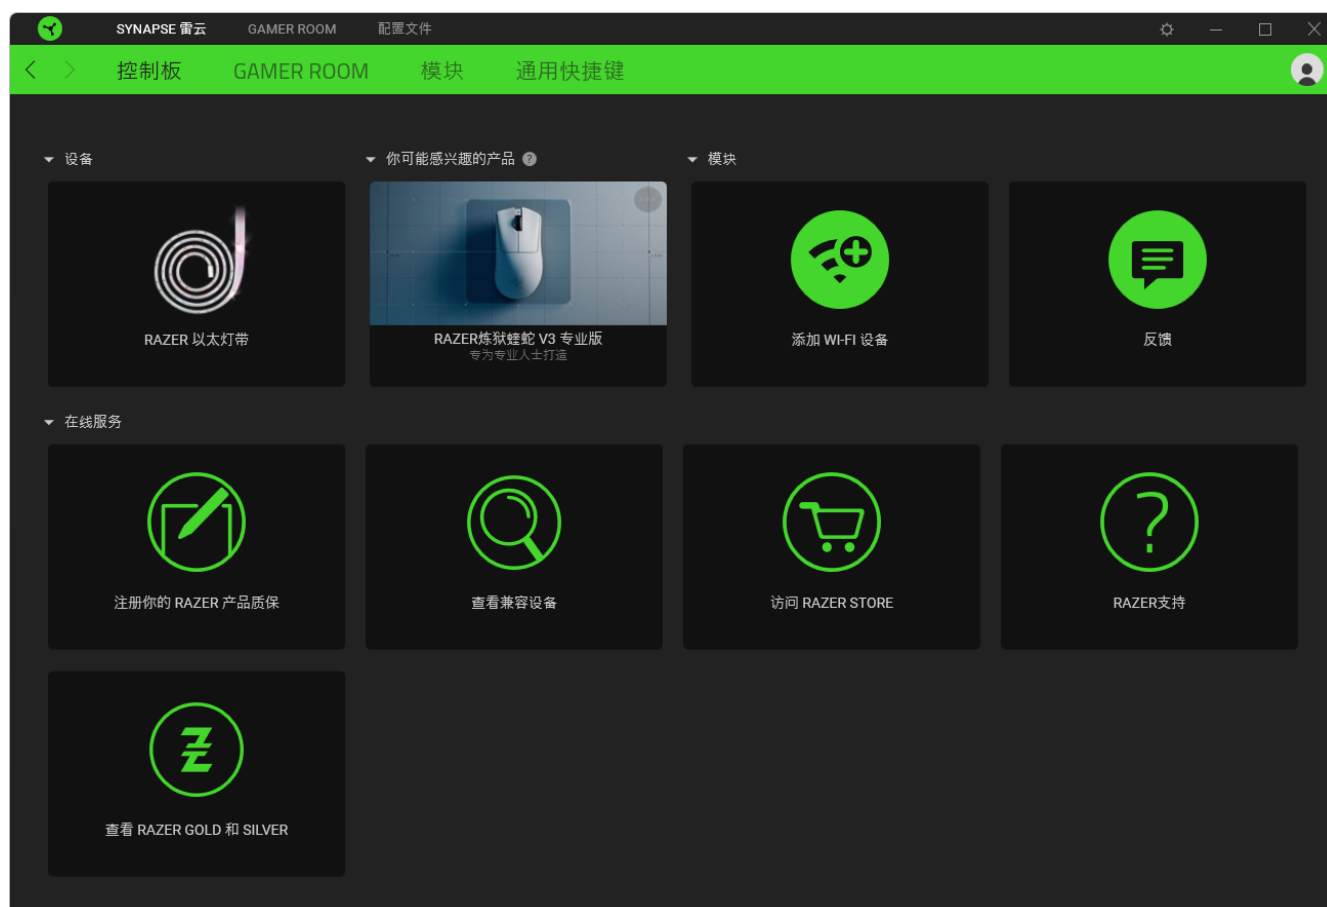 SYNAPSE 雷云 GAMER ROOM 配置文件
控制板 GAMER ROOM 模块 通用快捷键
设备
你可能感兴趣的产品 ?
模块
RAZER 以太灯带
RAZER炼狱蝰蛇 V3 专业版
专为专业人士打造
添加 WI-FI 设备
反馈
在线服务
注册你的 RAZER 产品质保
查看兼容设备
访问 RAZER STORE
RAZER支持
查看 RAZER GOLD 和 SILVER